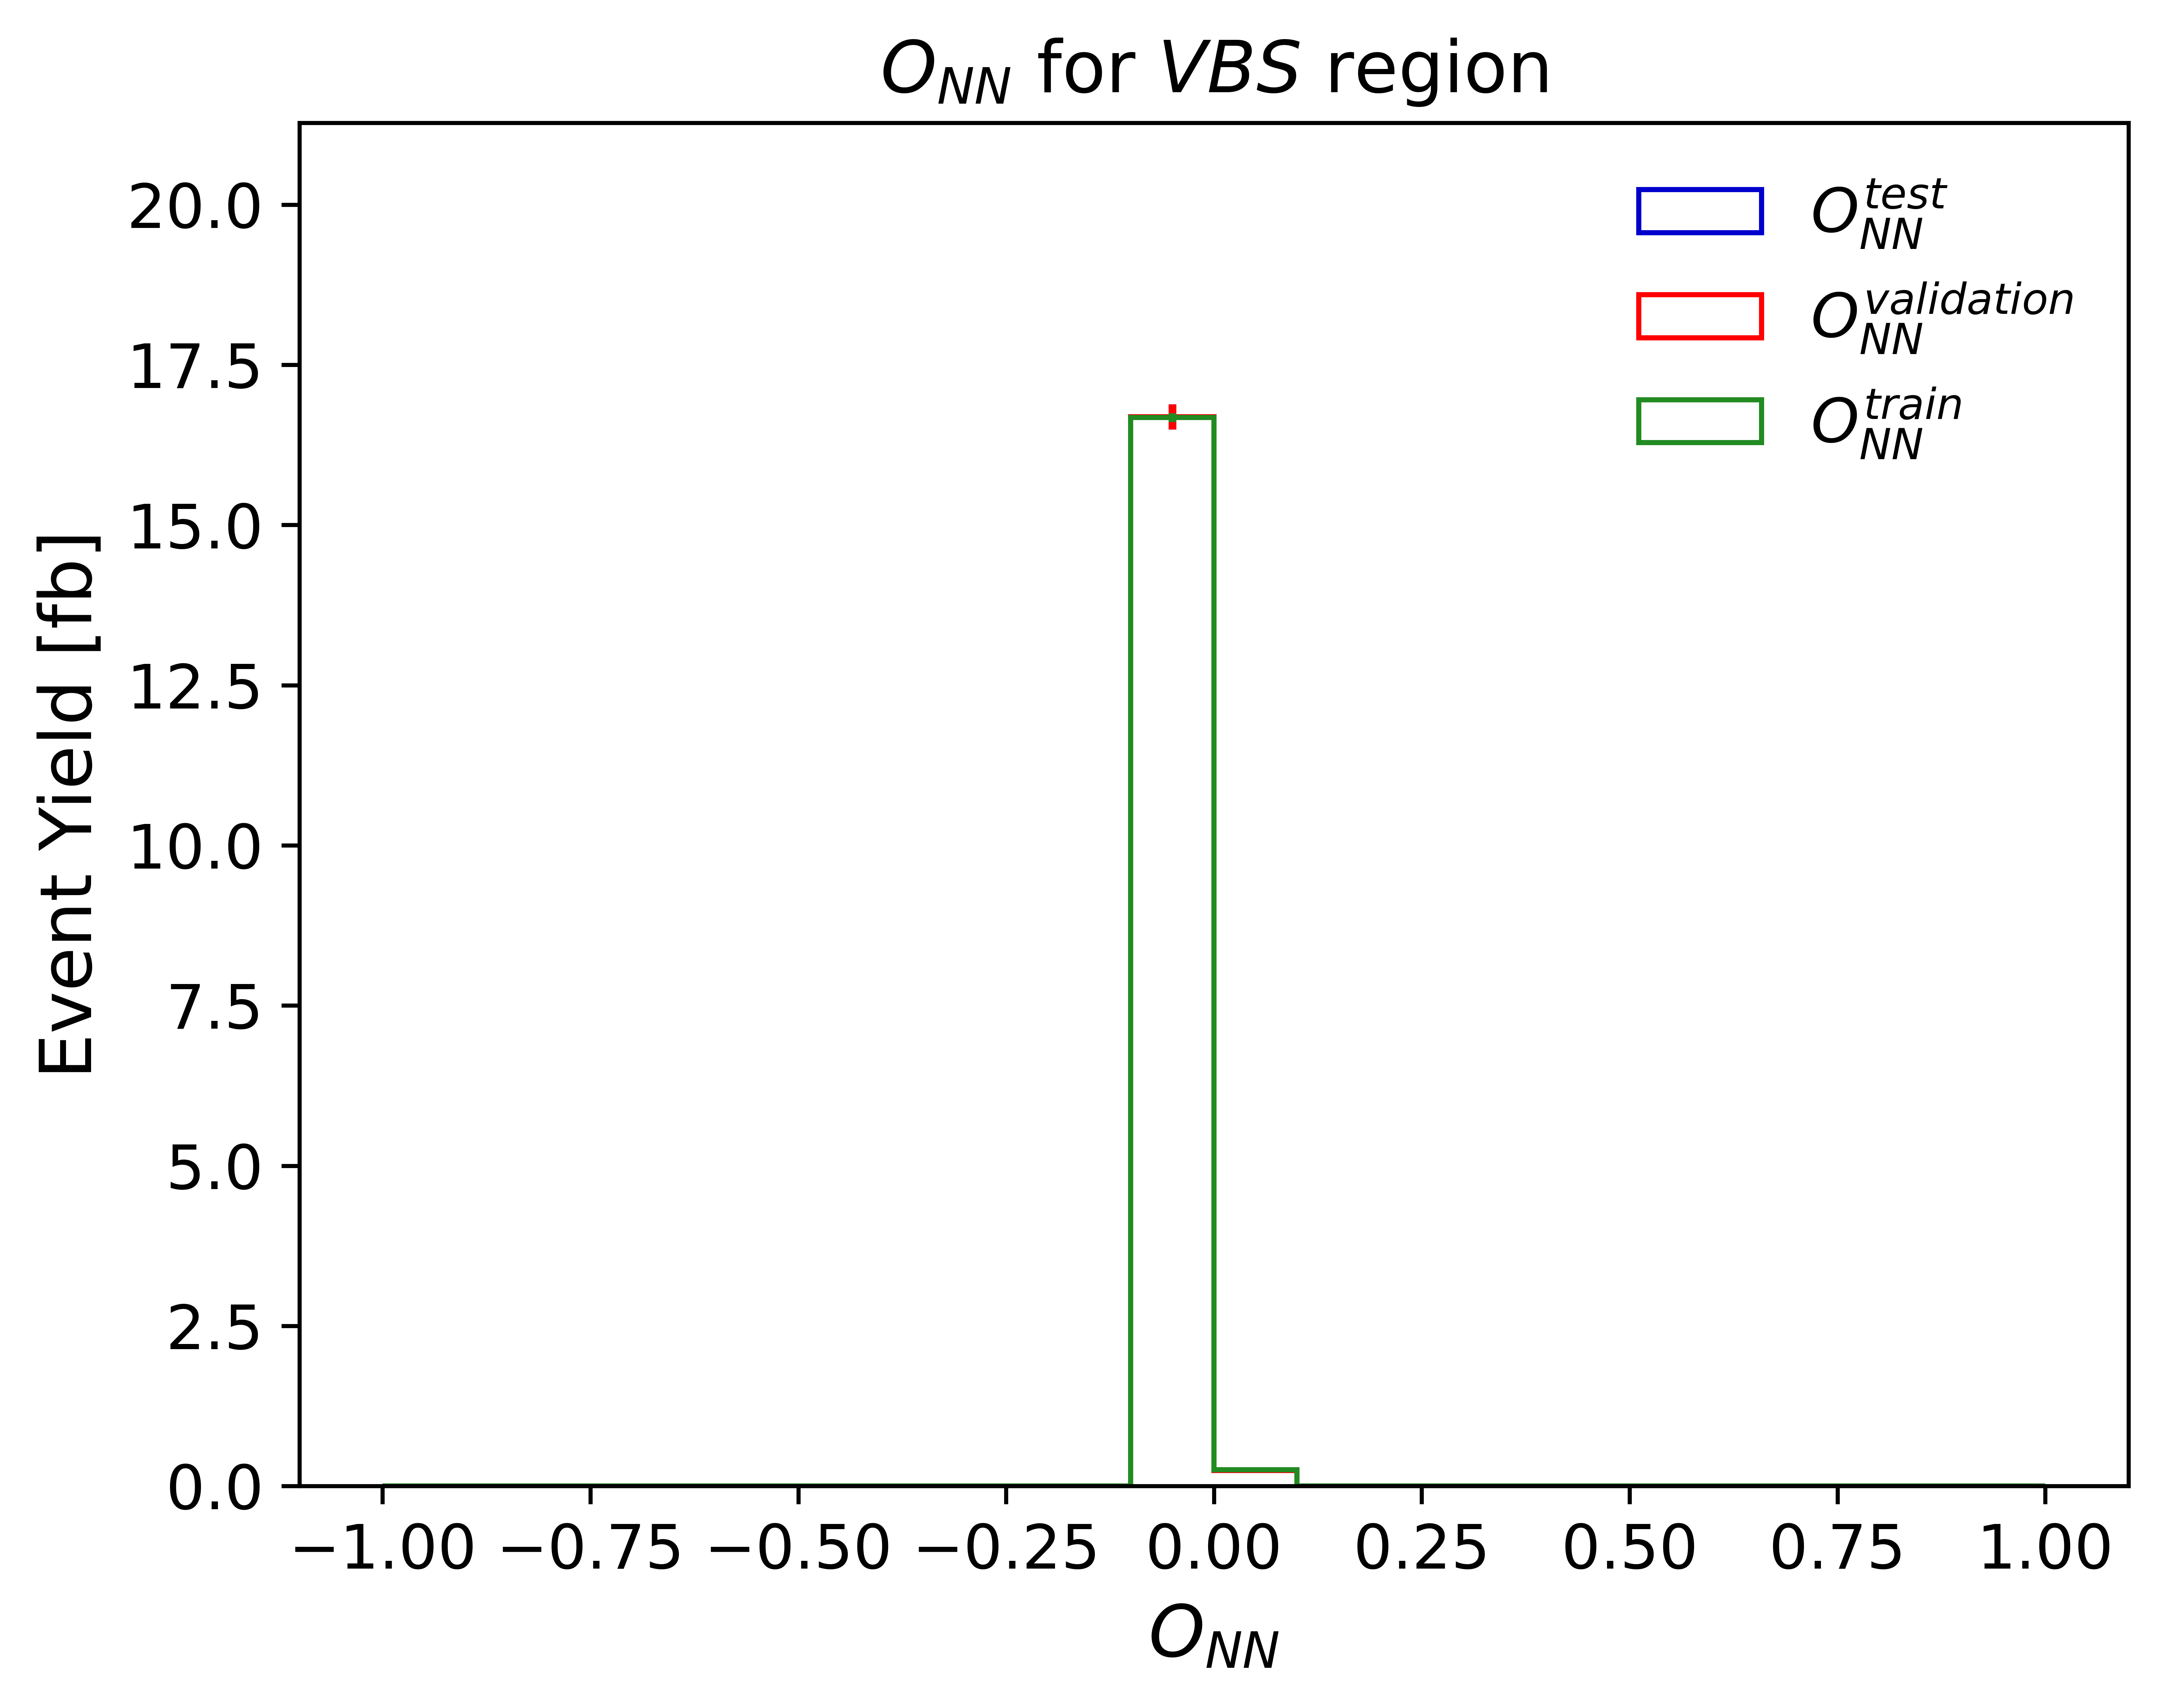 O_NN for VBS region
20.0
17.5
15.0
12.5
10.0
7.5
5.0
2.5
0.0
Event Yield [fb]
O_NN^test
O_NN^validation
O_NN^train
−1.00 −0.75 −0.50 −0.25 0.00 0.25 0.50 0.75 1.00
O_NN